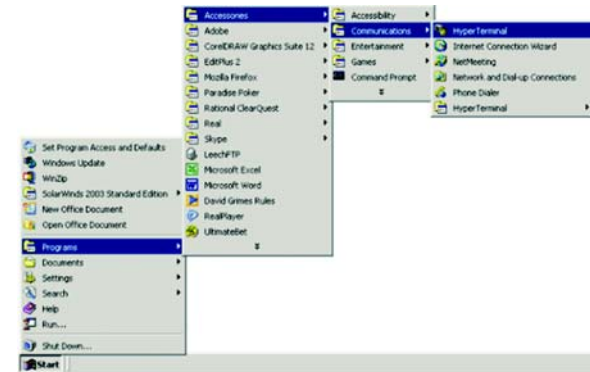 Set Program Access and Defaults
Windows Update
WinZip
SolarWinds 2003 Standard Edition
New Office Document
Open Office Document
Programs
Documents
Settings
Search
Help
Run...
Shut Down...
Start
Accessories
Adobe
CorelDRAW Graphics Suite 12
EditPlus 2
Mozilla Firefox
Paradise Poker
Rational ClearQuest
Real
Skype
LeechFTP
Microsoft Excel
Microsoft Word
David Grimes Rules
RealPlayer
UltimateBet
Accessibility
Communications
Entertainment
Games
Command Prompt
HyperTerminal
Internet Connection Wizard
NetMeeting
Network and Dial-up Connections
Phone Dialer
HyperTerminal